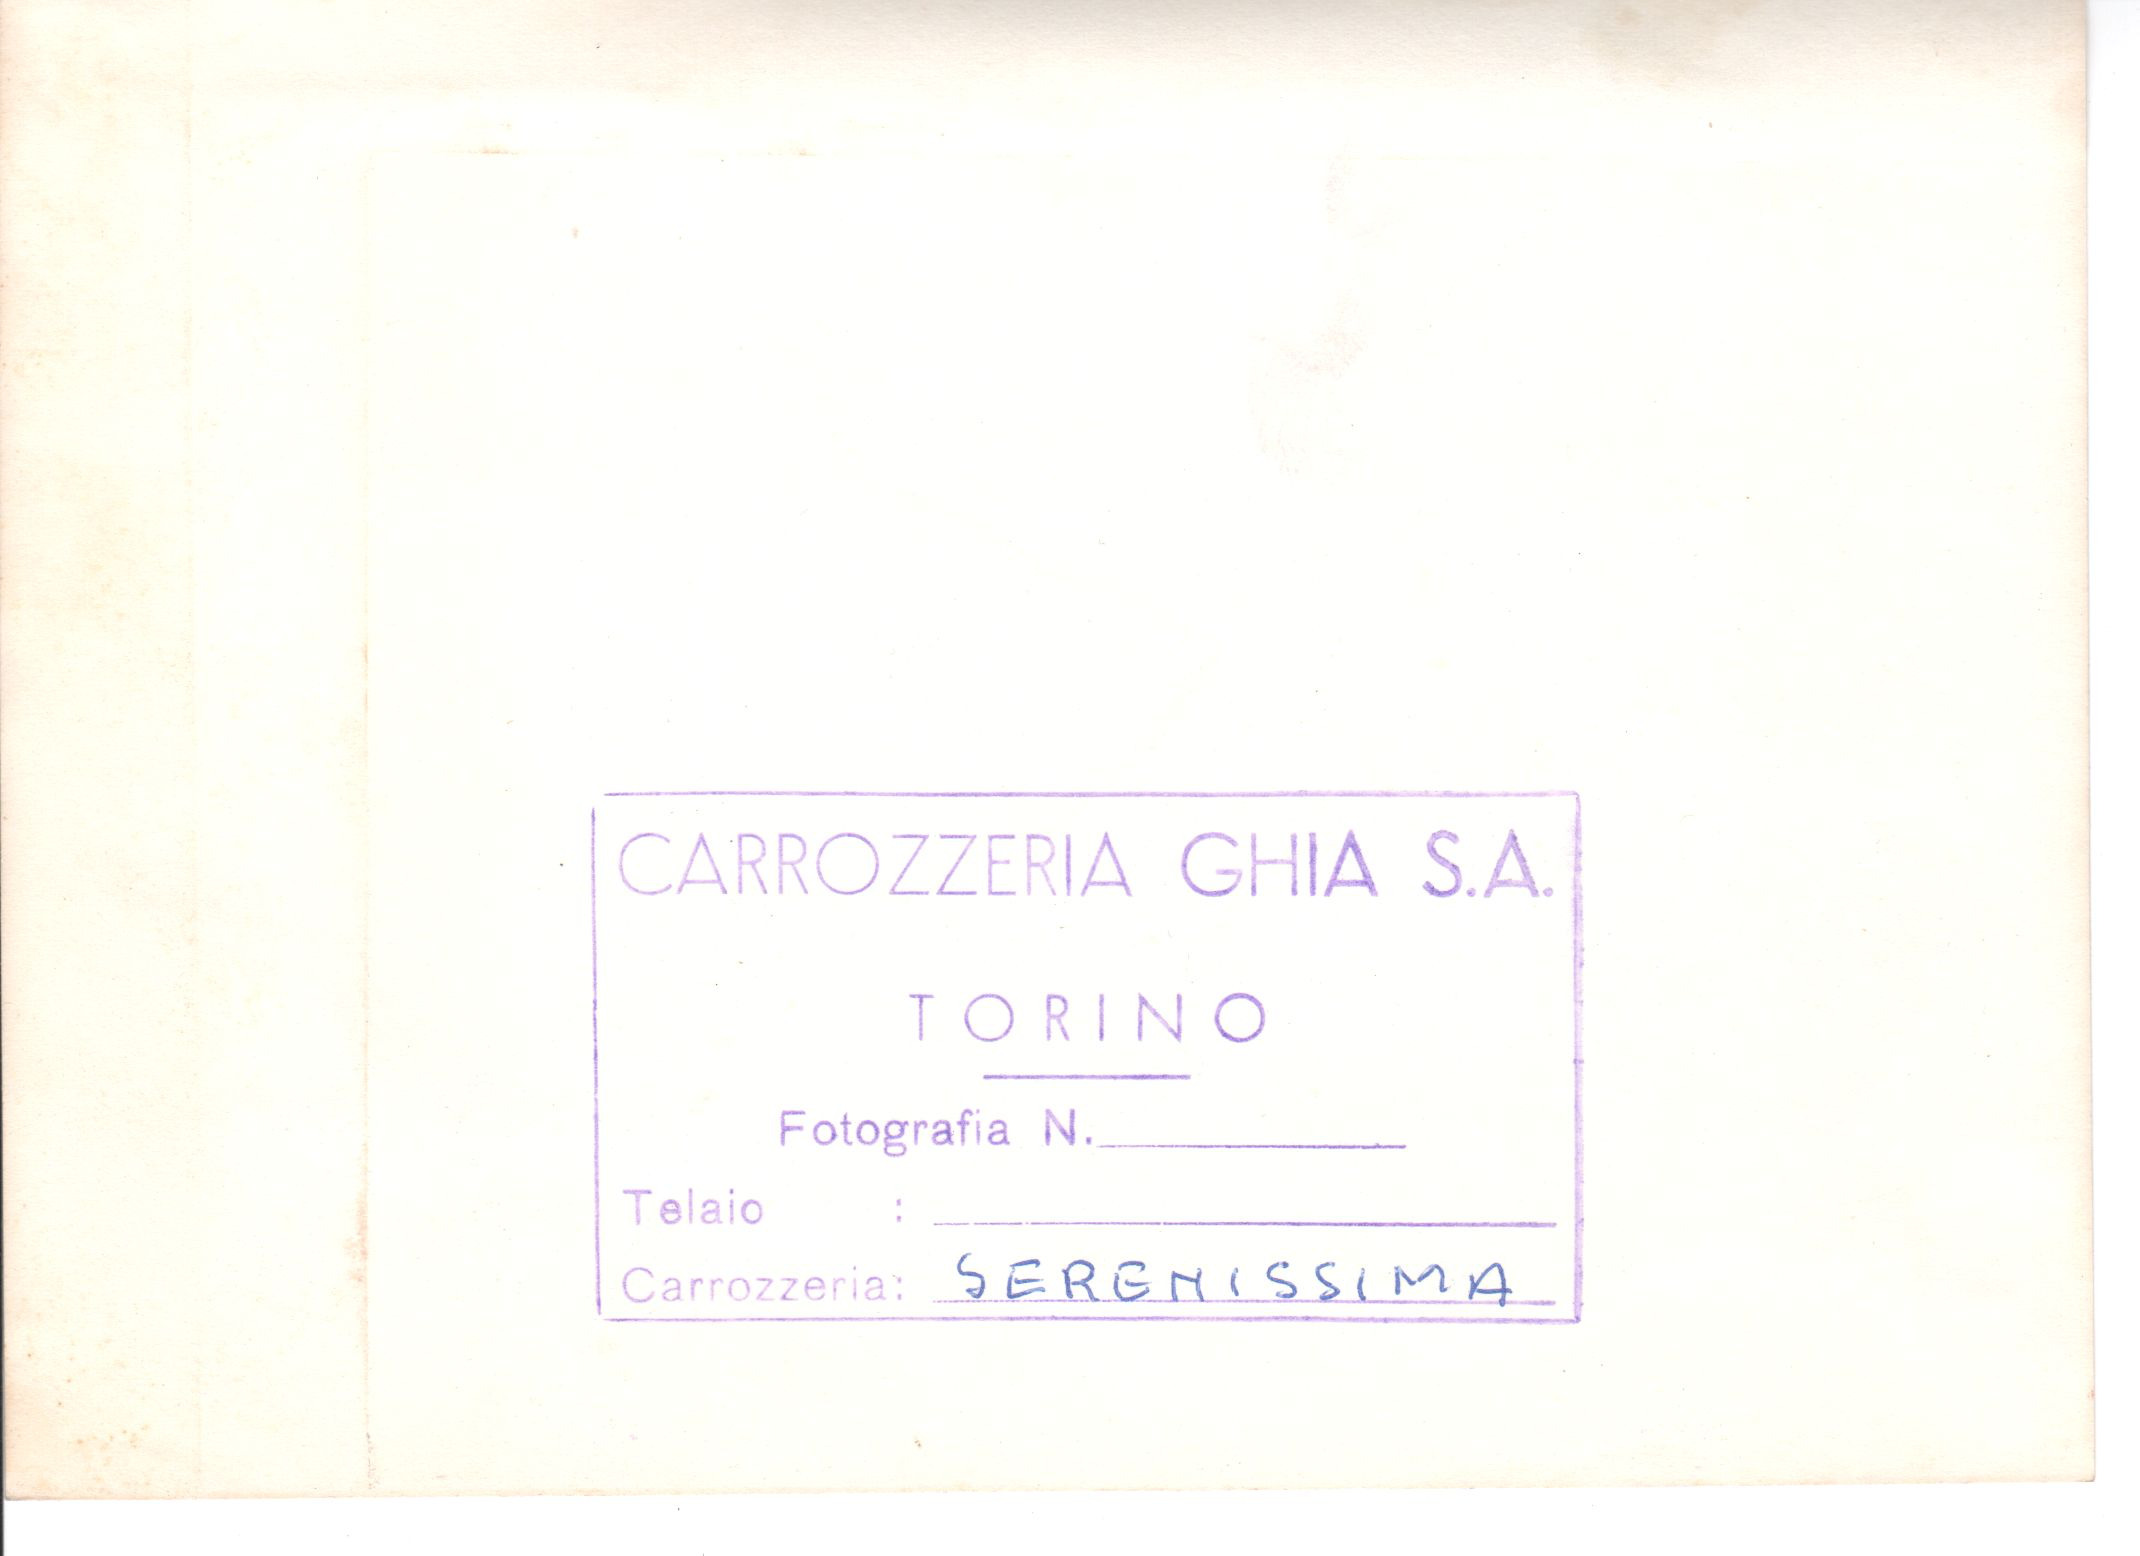 CARROZZERIA GHIA S.A.
TORINO
Fotografia N.
Telaio :
Carrozzeria: SERENISSIMA